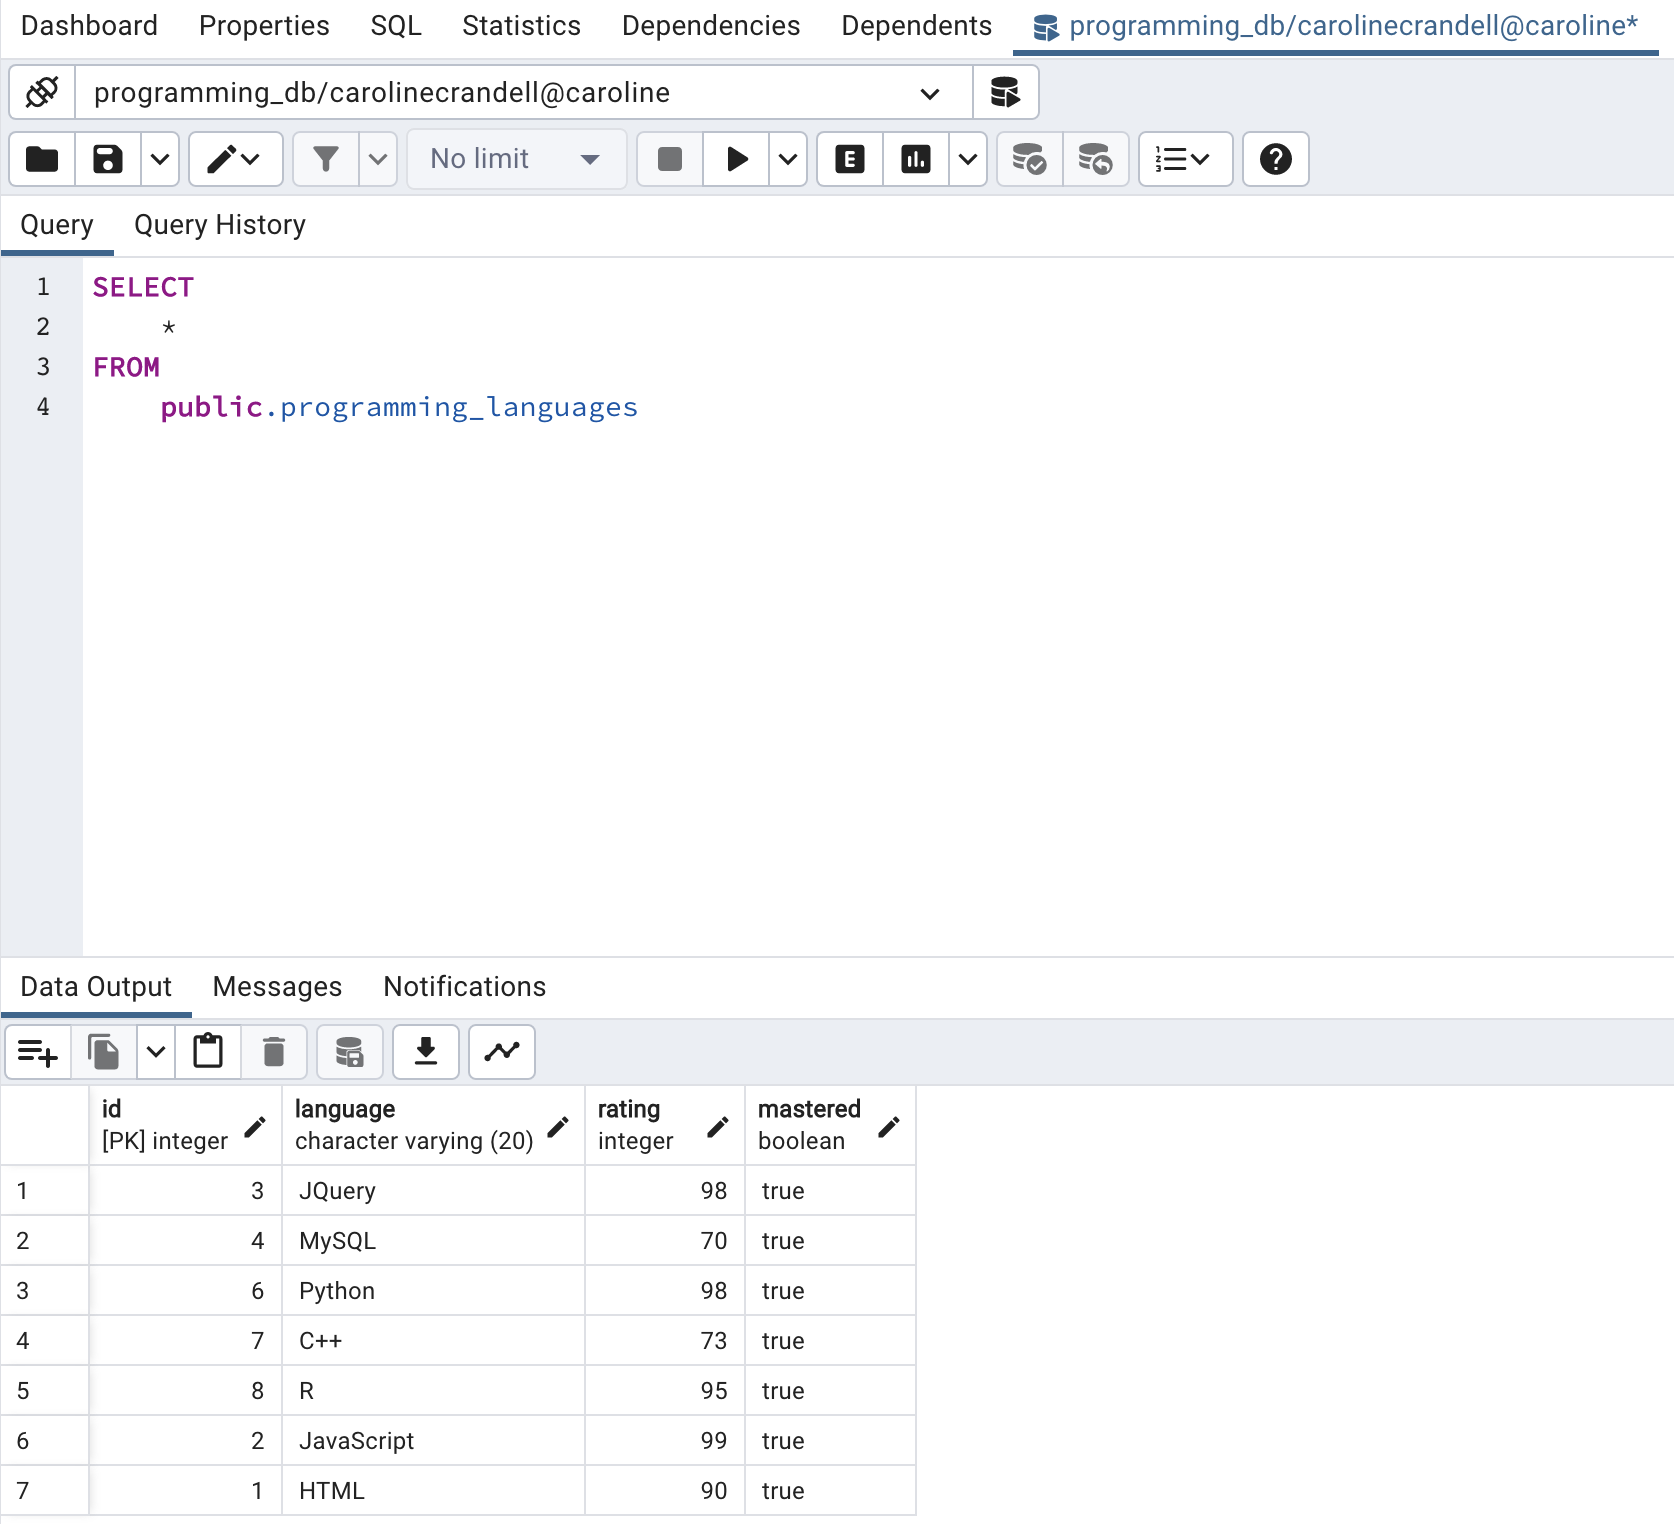 Dashboard Properties SQL Statistics Dependencies Dependents programming_db/carolinecrandell@caroline*
programming_db/carolinecrandell@caroline
No limit E
Query Query History
1 SELECT
2 *
3 FROM
4 public.programming_languages
Data Output Messages Notifications
id language rating mastered
[PK] integer character varying (20) integer boolean
1 3 JQuery 98 true
2 4 MySQL 70 true
3 6 Python 98 true
4 7 C++ 73 true
5 8 R 95 true
6 2 JavaScript 99 true
7 1 HTML 90 true